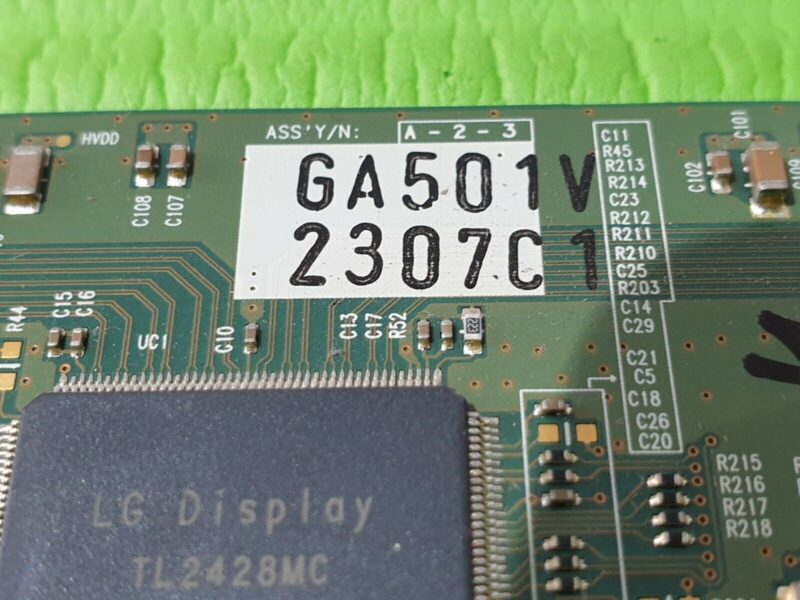 HVDD
ASS'Y/N: A - 2 - 3
GA501V
2307C1
C108
C107
C11
R45
R213
R214
C23
R212
R211
R210
C25
R203
C14
C29
C21
C5
C18
C26
C20
C102
C101
R44
C15
C16
UC1
C10
C13
C17
R52
LG Display
TL2428MC
R215
R216
R217
R218